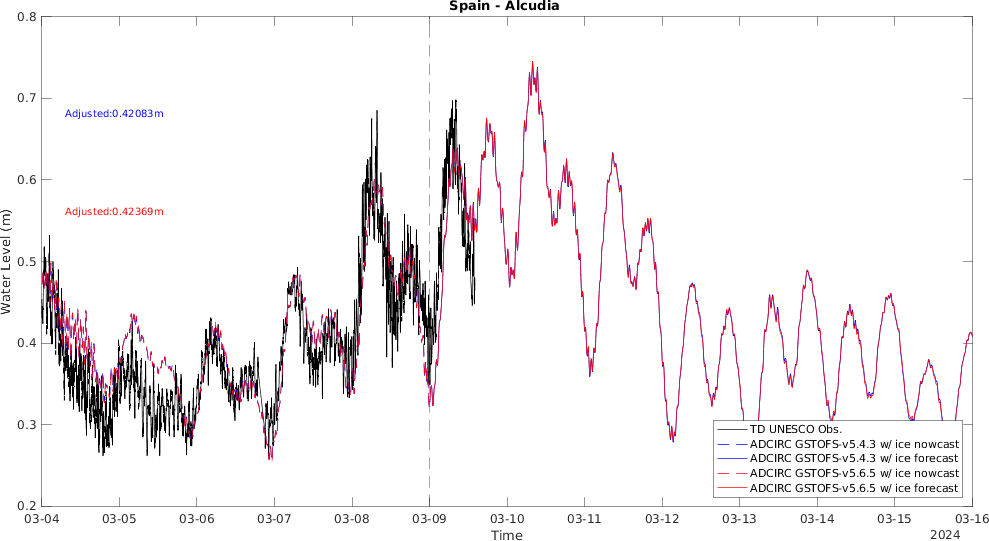 Spain - Alcudia
0.8
0.7
0.6
0.5
0.4
0.3
0.2
Water Level (m)
Adjusted:0.42083m
Adjusted:0.42369m
TD UNESCO Obs.
ADCIRC GSTOFS-v5.4.3 w/ ice nowcast
ADCIRC GSTOFS-v5.4.3 w/ ice forecast
ADCIRC GSTOFS-v5.6.5 w/ ice nowcast
ADCIRC GSTOFS-v5.6.5 w/ ice forecast
03-04 03-05 03-06 03-07 03-08 03-09 03-10 03-11 03-12 03-13 03-14 03-15 03-16
Time
2024